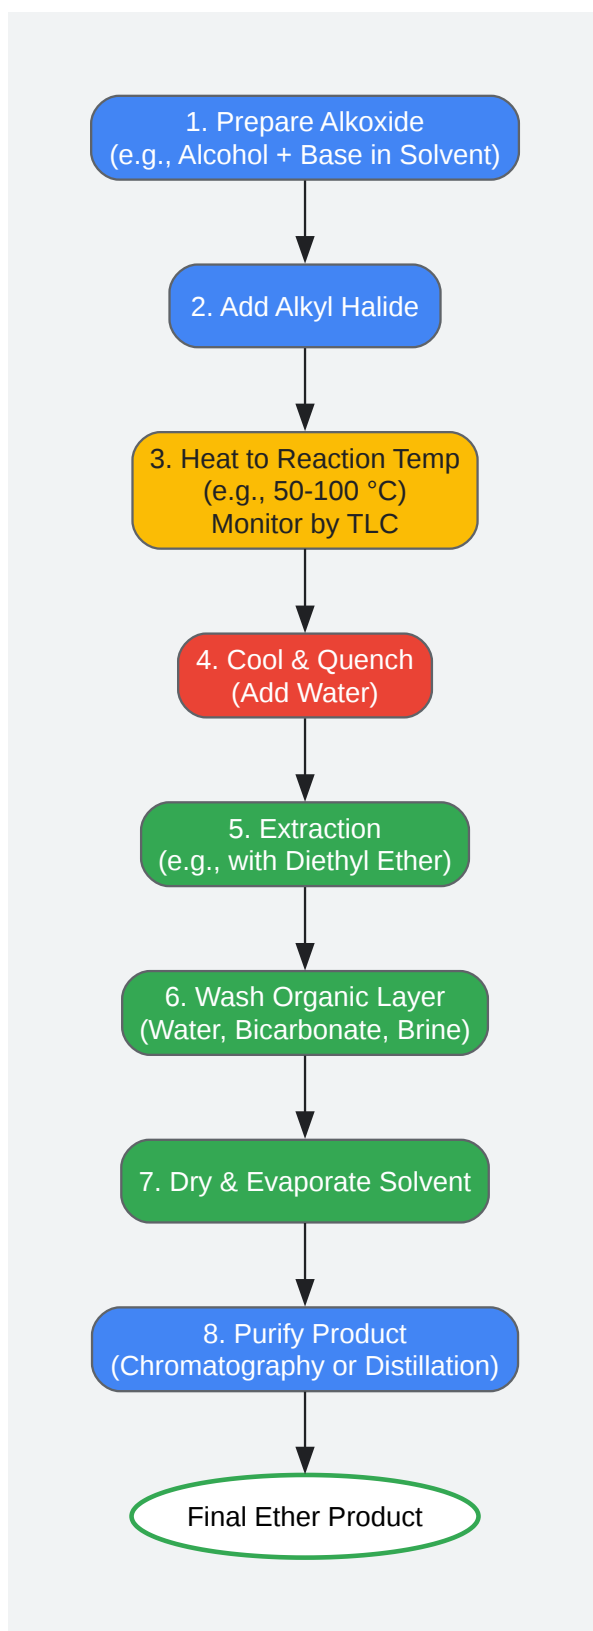 1. Prepare Alkoxide
(e.g., Alcohol + Base in Solvent)
2. Add Alkyl Halide
3. Heat to Reaction Temp
(e.g., 50-100 °C)
Monitor by TLC
4. Cool & Quench
(Add Water)
5. Extraction
(e.g., with Diethyl Ether)
6. Wash Organic Layer
(Water, Bicarbonate, Brine)
7. Dry & Evaporate Solvent
8. Purify Product
(Chromatography or Distillation)
Final Ether Product